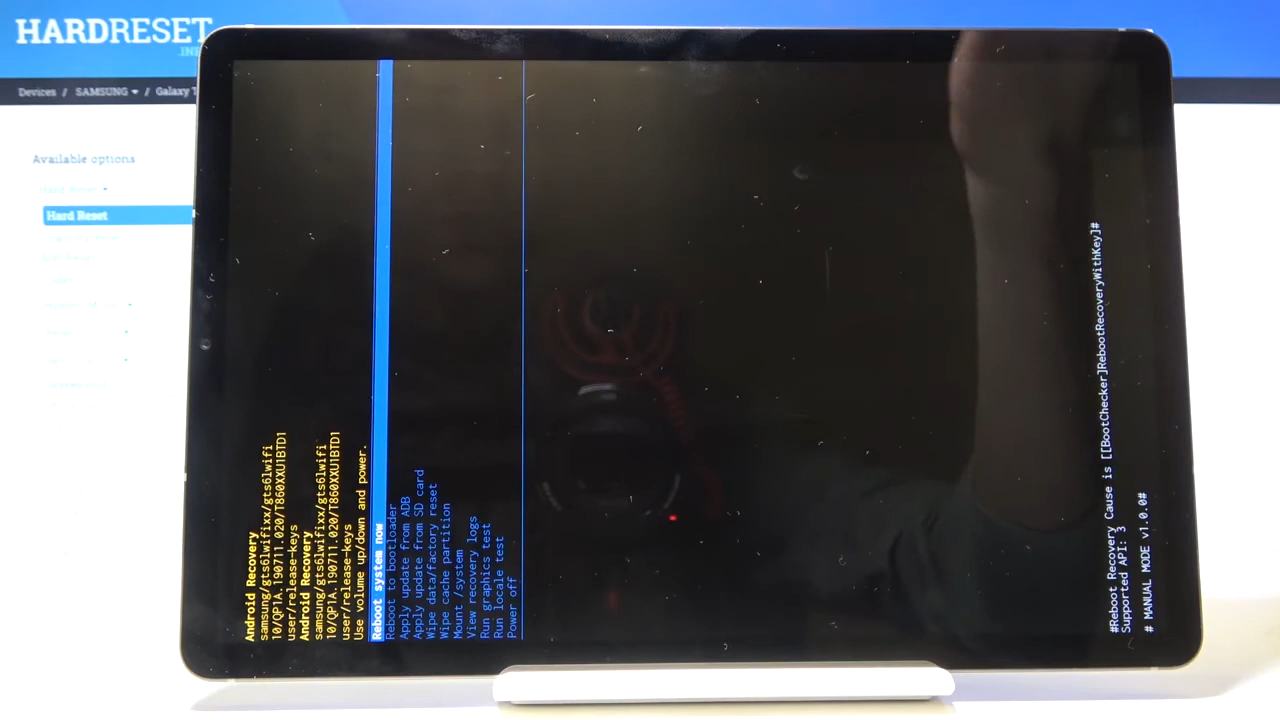 HARDRESET
.IN
Devices / SAMSUNG / Galaxy T
Available options
Hard Reset
Hard Reset
Android Recovery
samsung/gts6lwifixx/gts6lwifi
10/QP1A.190711.020/T860XXU1BTD1
user/release-keys
Android Recovery
samsung/gts6lwifixx/gts6lwifi
10/QP1A.190711.020/T860XXU1BTD1
user/release-keys
Use volume up/down and power.
Reboot system now
Reboot to bootloader
Apply update from ADB
Apply update from SD card
Wipe data/factory reset
Wipe cache partition
Mount /system
View recovery logs
Run graphics test
Run locale test
Power off
#Reboot Recovery Cause is [[BootChecker]RebootRecoveryWithKey]#
Supported API: 3
# MANUAL MODE v1.0.0#